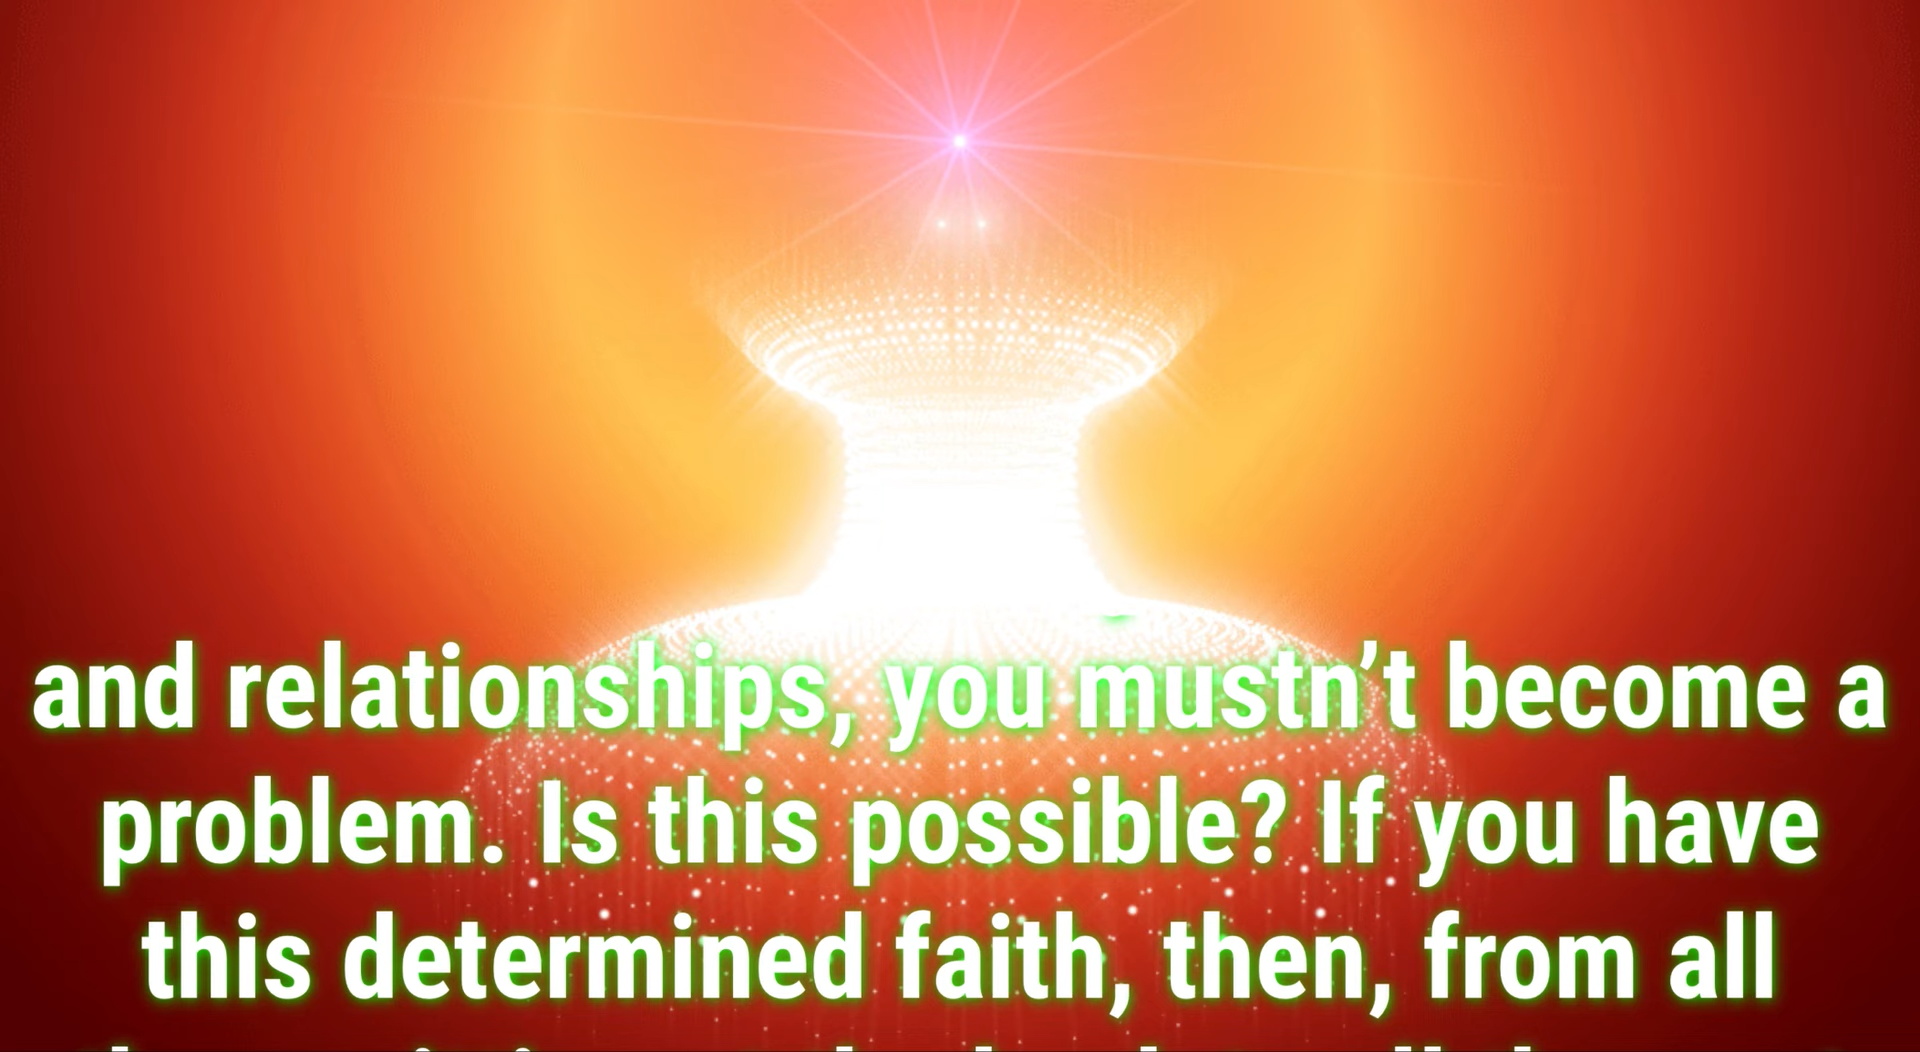 and relationships, you mustn’t become a
problem. Is this possible? If you have
this determined faith, then, from all